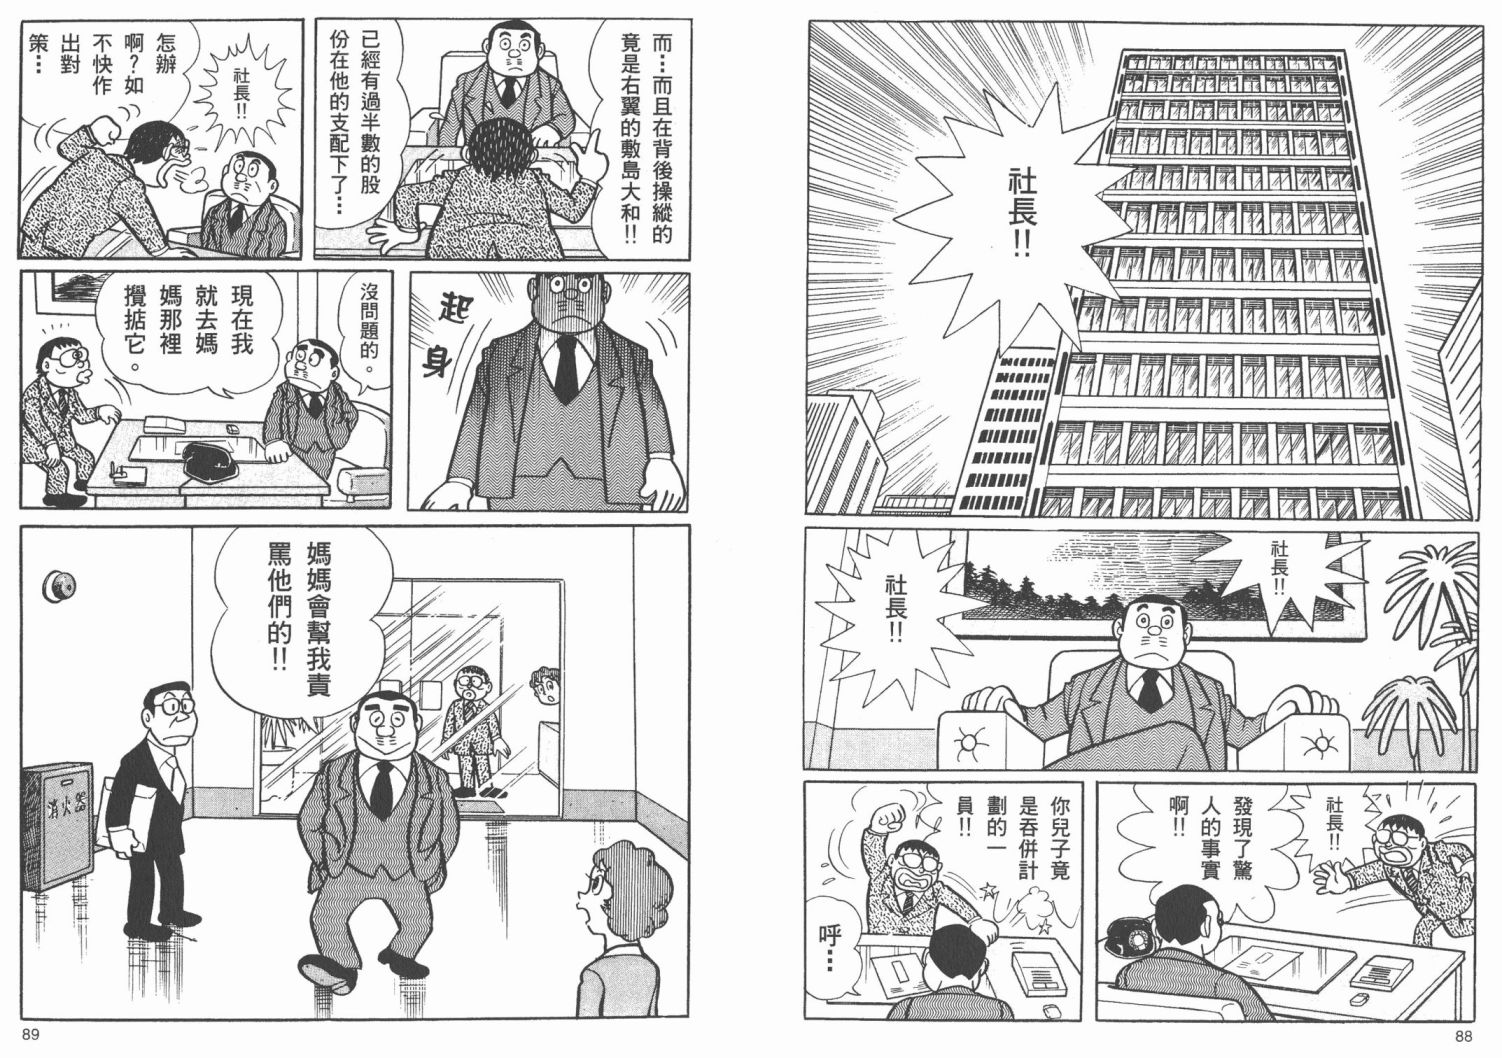 社長!!
社長!!
社長!!
社長!!
發現了驚
人的事實
啊!!
你兒子竟
是吞併計
劃的一
員!!
呼……
88
而…而且在背後操縱的
竟是右翼的敷島大和!!
已經有過半數的股
份在他的支配下了……
社長!!
怎辦
啊?如
不快作
出對
策…
起身
沒問題的。
現在我
就去媽
媽那裡
攪掂它。
媽媽會幫我責
罵他們的!!
消火器
89